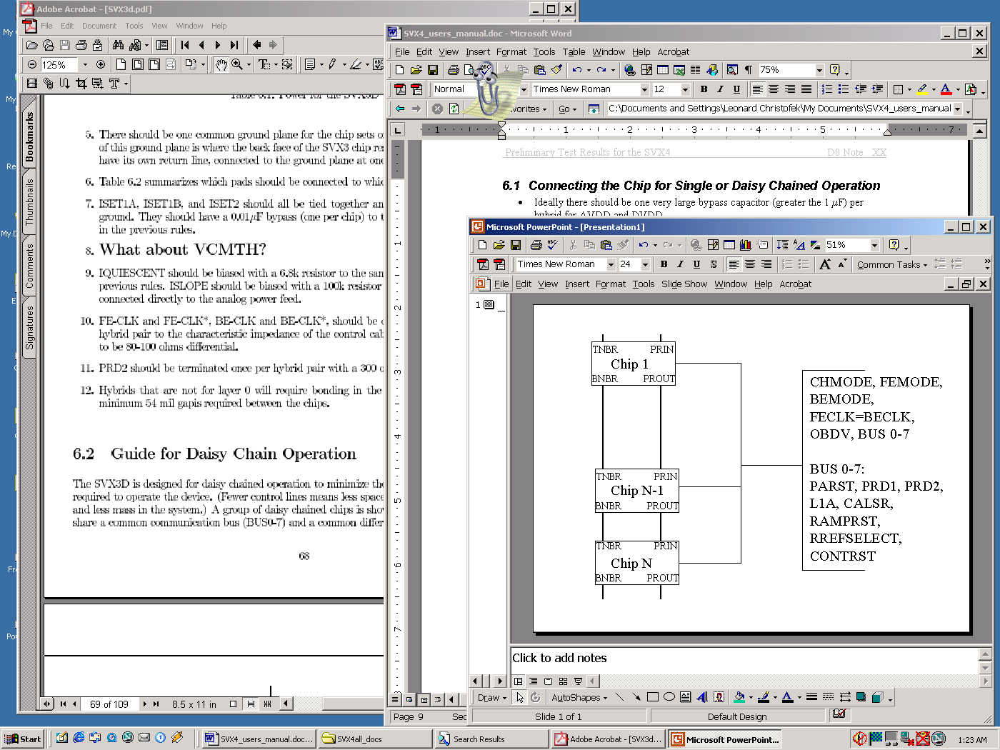 Adobe Acrobat - [SVX3d.pdf]
File Edit Document Tools View Window Help
125%
Bookmarks
Thumbnails
Comments
Signatures
5. There should be one common ground plane for the chip sets o
of this ground plane is where the back face of the SVX3 chip re
have its own return line, connected to the ground plane at one
6. Table 6.2 summarizes which pads should be connected to whic
7. ISET1A, ISET1B, and ISET2 should all be tied together an
ground. They should have a 0.01μF bypass (one per chip) to t
in the previous rules.
8. What about VCMTH?
9. IQUIESCENT should be biased with a 6.8k resistor to the san
previous rules. ISLOPE should be biased with a 100k resistor
connected directly to the analog power feed.
10. FE-CLK and FE-CLK*, BE-CLK and BE-CLK*, should be
hybrid pair to the characteristic impedance of the control cab
to be 80-100 ohms differential.
11. PRD2 should be terminated once per hybrid pair with a 300 o
12. Hybrids that are not for layer 0 will require bonding in the
minimum 54 mil gapis required between the chips.
6.2 Guide for Daisy Chain Operation
The SVX3D is designed for daisy chained operation to minimize the
required to operate the device. (Fewer control lines means less space
and less mass in the system.) A group of daisy chained chips is show
share a common communication bus (BUS0-7) and a common differ
68
69 of 109
8.5 x 11 in
SVX4_users_manual.doc - Microsoft Word
File Edit View Insert Format Tools Table Window Help Acrobat
75%
Normal
Times New Roman
12
B I U
vorites
Go
C:\Documents and Settings\Leonard Christofek\My Documents\SVX4_users_manual
1 1 2 3 4 5 7
Preliminary Test Results for the SVX4 D0 Note XX
6.1 Connecting the Chip for Single or Daisy Chained Operation
• Ideally there should be one very large bypass capacitor (greater the 1 μF) per
hybrid for AVDD and DVDD
1
2
3
4
5
6
7
Page 9 Sec
Microsoft PowerPoint - [Presentation1]
51%
Times New Roman
24
B I U S
Common Tasks
File Edit View Insert Format Tools Slide Show Window Help Acrobat
1
TNBR PRIN
Chip 1
BNBR PROUT
TNBR PRIN
Chip N-1
BNBR PROUT
TNBR PRIN
Chip N
BNBR PROUT
CHMODE, FEMODE,
BEMODE,
FECLK=BECLK,
OBDV, BUS 0-7
BUS 0-7:
PARST, PRD1, PRD2,
L1A, CALSR,
RAMPRST,
RREFSELECT,
CONTRST
Click to add notes
Draw
AutoShapes
Slide 1 of 1
Default Design
Start
SVX4_users_manual.doc...
SVX4all_docs
Search Results
Adobe Acrobat - [SVX3d...
Microsoft PowerPoint...
1:23 AM